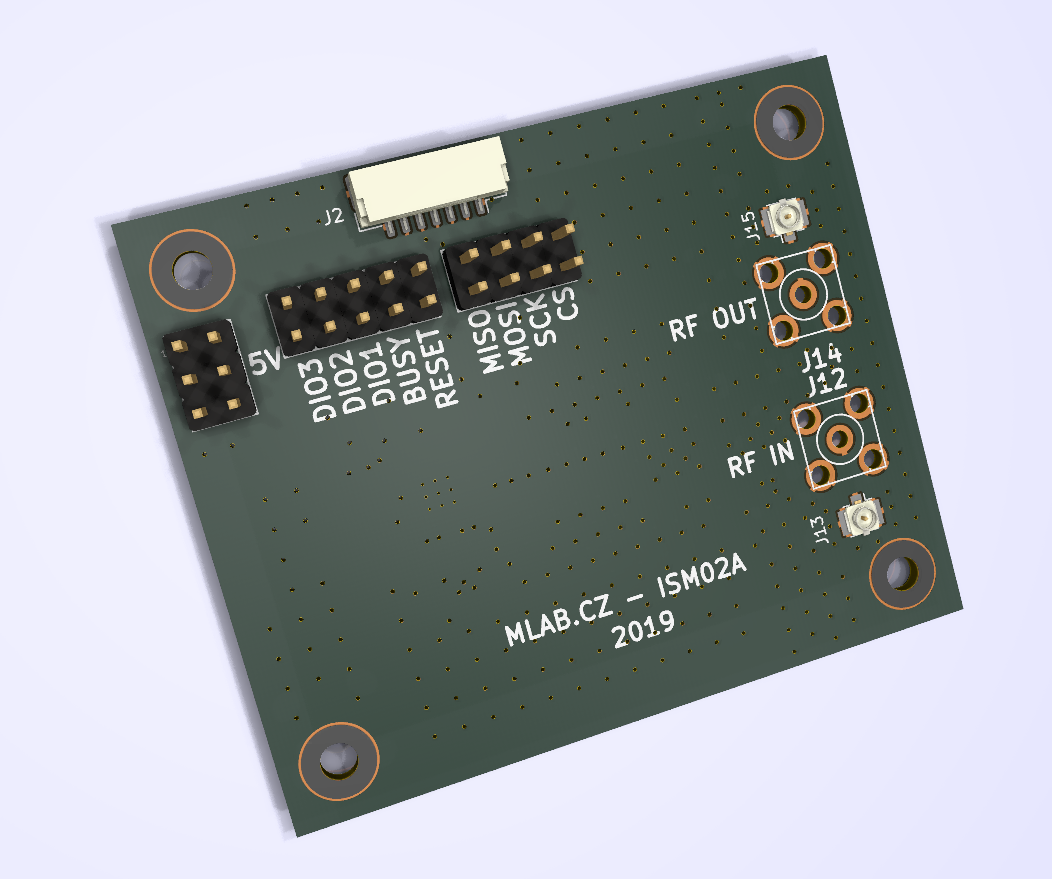 J2
5V
DIO3
DIO2
DIO1
BUSY
RESET
MISO
MOSI
SCK
CS
J15
RF OUT
J14
J12
RF IN
J13
MLAB.CZ - ISM02A
2019